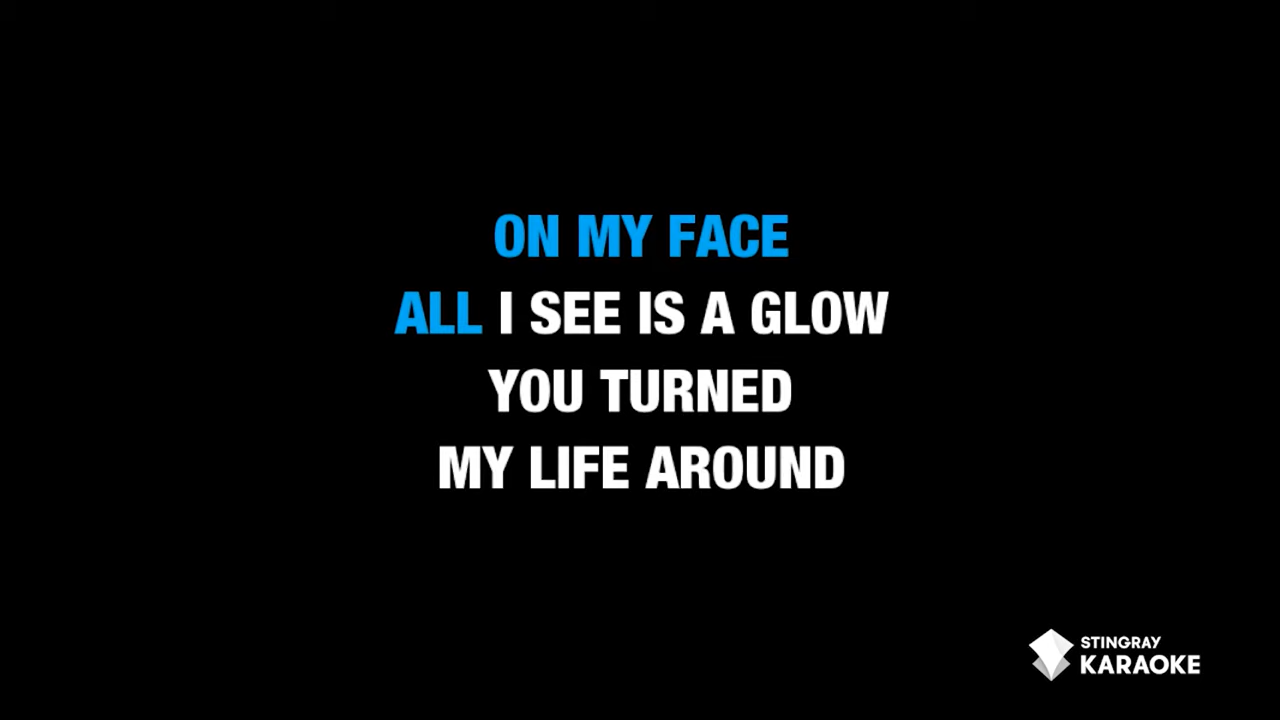 ON MY FACE
ALL I SEE IS A GLOW
YOU TURNED
MY LIFE AROUND
STINGRAY
KARAOKE